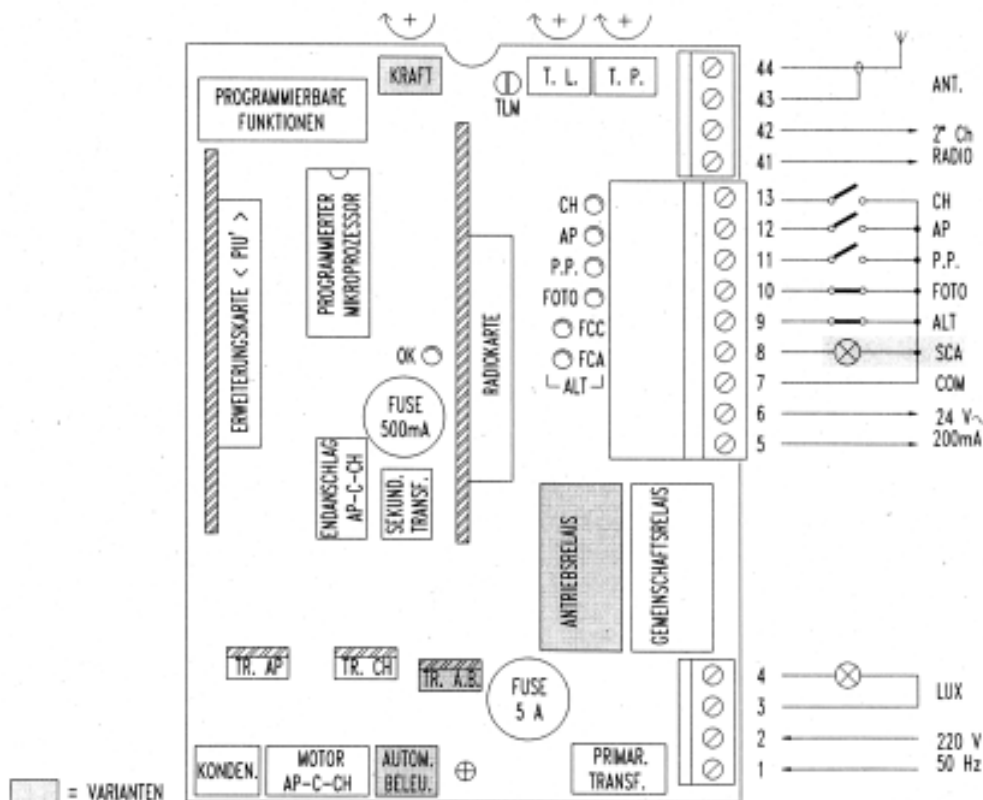 KRAFT
T. L.
T. P.
TLM
PROGRAMMIERBARE
FUNKTIONEN
ERWEITERUNGSKARTE < PIU' >
PROGRAMMIERTER
MIKROPROZESSOR
RADIOKARTE
OK
FUSE
500mA
ENDANSCHLAG
AP-C-CH
SEKUND.
TRANSF.
CH
AP
P.P.
FOTO
FCC
FCA
ALT
44
43
ANT.
42
41
2° Ch
RADIO
13 CH
12 AP
11 P.P.
10 FOTO
9 ALT
8 SCA
7 COM
6
5
24 V~
200mA
ANTRIEBSRELAIS
GEMEINSCHAFTSRELAIS
TR. AP
TR. CH
TR. A.B.
FUSE
5 A
4
3
LUX
2
1
220 V
50 Hz
KONDEN.
MOTOR
AP-C-CH
AUTOM.
BELEU.
PRIMAR.
TRANSF.
= VARIANTEN